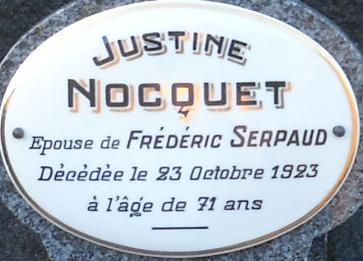 JUSTINE
NOCQUET
Epouse de FRÉDÉRIC SERPAUD
Décédée le 23 Octobre 1923
à l'âge de 71 ans